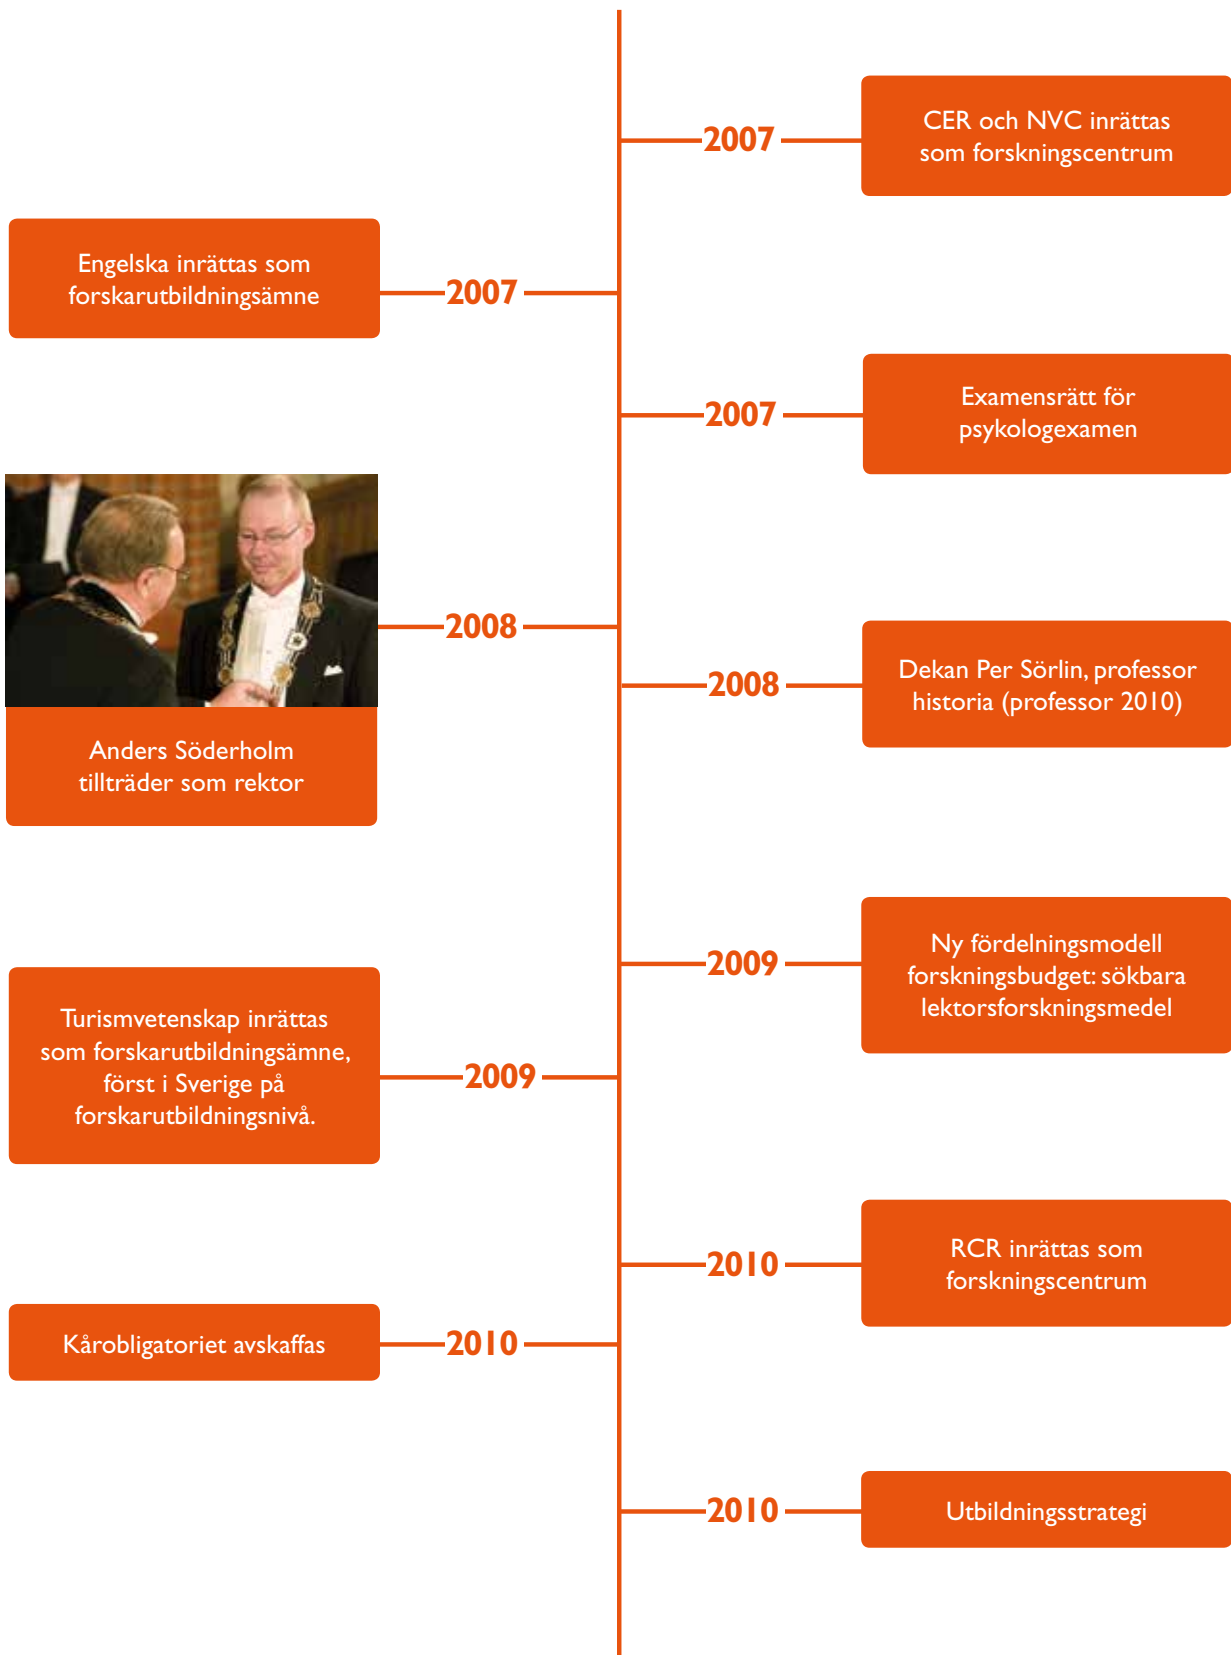 2007
CER och NVC inrättas
som forskningscentrum
Engelska inrättas som
forskarutbildningsämne
2007
2007
Examensrätt för
psykologexamen
2008
Anders Söderholm
tillträder som rektor
2008
Dekan Per Sörlin, professor
historia (professor 2010)
2009
Ny fördelningsmodell
forskningsbudget: sökbara
lektorsforskningsmedel
Turismvetenskap inrättas
som forskarutbildningsämne,
först i Sverige på
forskarutbildningsnivå.
2009
2010
RCR inrättas som
forskningscentrum
Kårobligatoriet avskaffas
2010
2010
Utbildningsstrategi